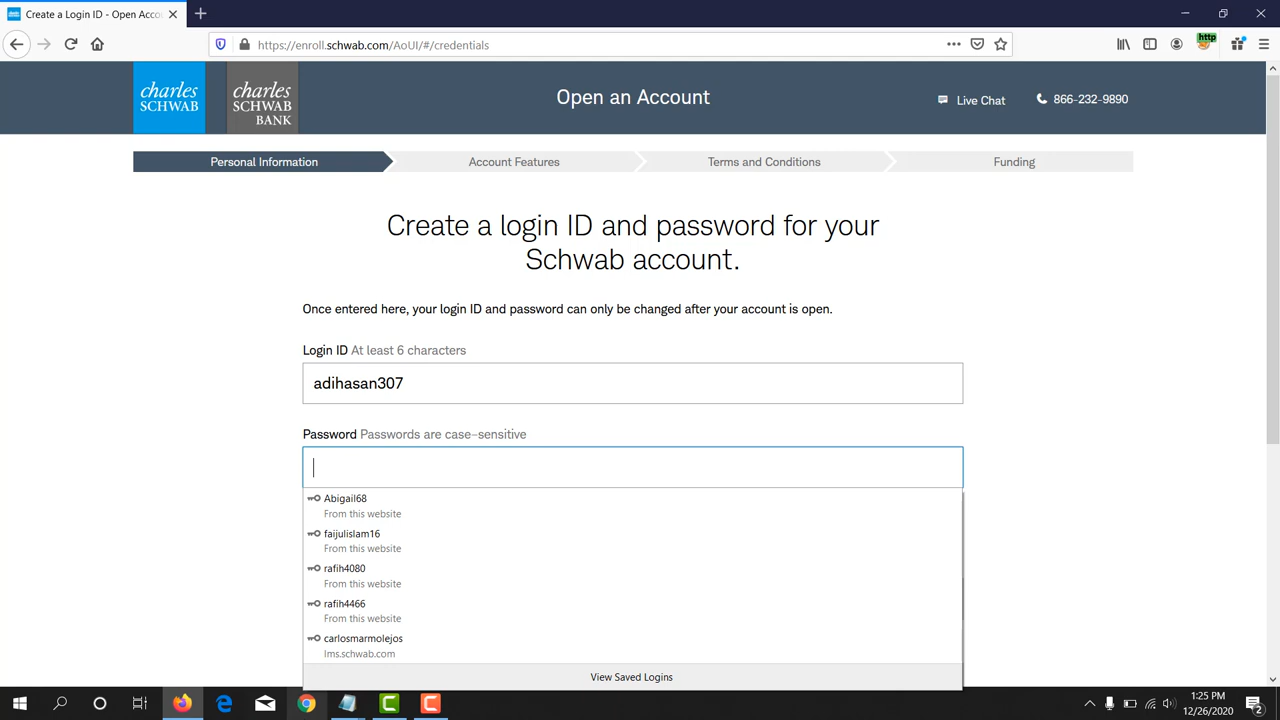 Create a Login ID - Open Acco
https://enroll.schwab.com/AoUI/#/credentials
http
charles SCHWAB
charles SCHWAB BANK
Open an Account
Live Chat
866-232-9890
Personal Information
Account Features
Terms and Conditions
Funding
Create a login ID and password for your
Schwab account.
Once entered here, your login ID and password can only be changed after your account is open.
Login ID At least 6 characters
adihasan307
Password Passwords are case-sensitive
Abigail68
From this website
faijulislam16
From this website
rafih4080
From this website
rafih4466
From this website
carlosmarmolejos
lms.schwab.com
View Saved Logins
1:25 PM
12/26/2020
2